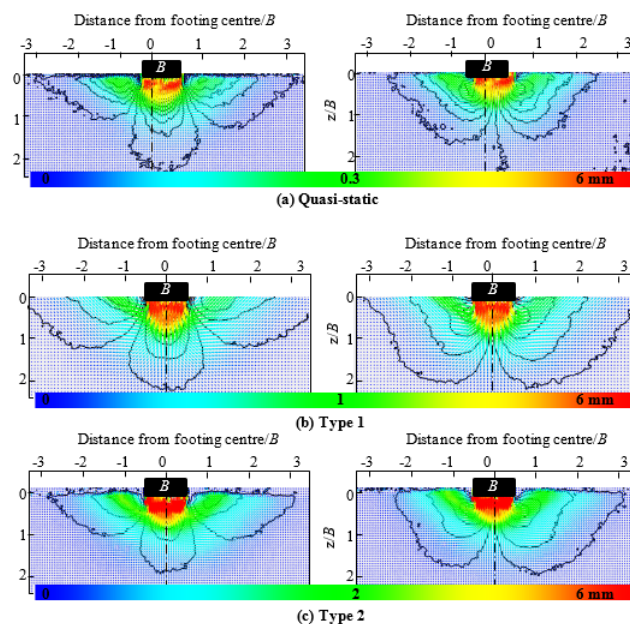 Distance from footing centre/B Distance from footing centre/B
-3 -2 -1 0 1 2 3 -3 -2 -1 0 1 2 3
B B
0 0
1 z/B 1
2 2
0 0.3 6 mm
(a) Quasi-static
Distance from footing centre/B Distance from footing centre/B
-3 -2 -1 0 1 2 3 -3 -2 -1 0 1 2 3
B B
0 0
1 z/B 1
2 2
0 1 6 mm
(b) Type 1
Distance from footing centre/B Distance from footing centre/B
-3 -2 -1 0 1 2 3 -3 -2 -1 0 1 2 3
B B
0 0
1 z/B 1
2 2
0 2 6 mm
(c) Type 2